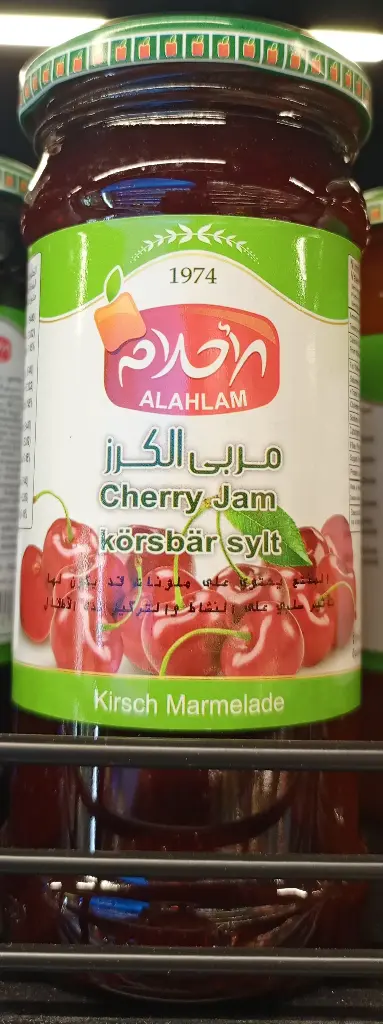 1974
الأحلام
ALAHLAM
مربى الكرز
Cherry Jam
körsbär sylt
المنتج يحتوي على ملونات قد يكون لها
تأثير سلبي على النشاط والتركيز لدى الأطفال
Kirsch Marmelade